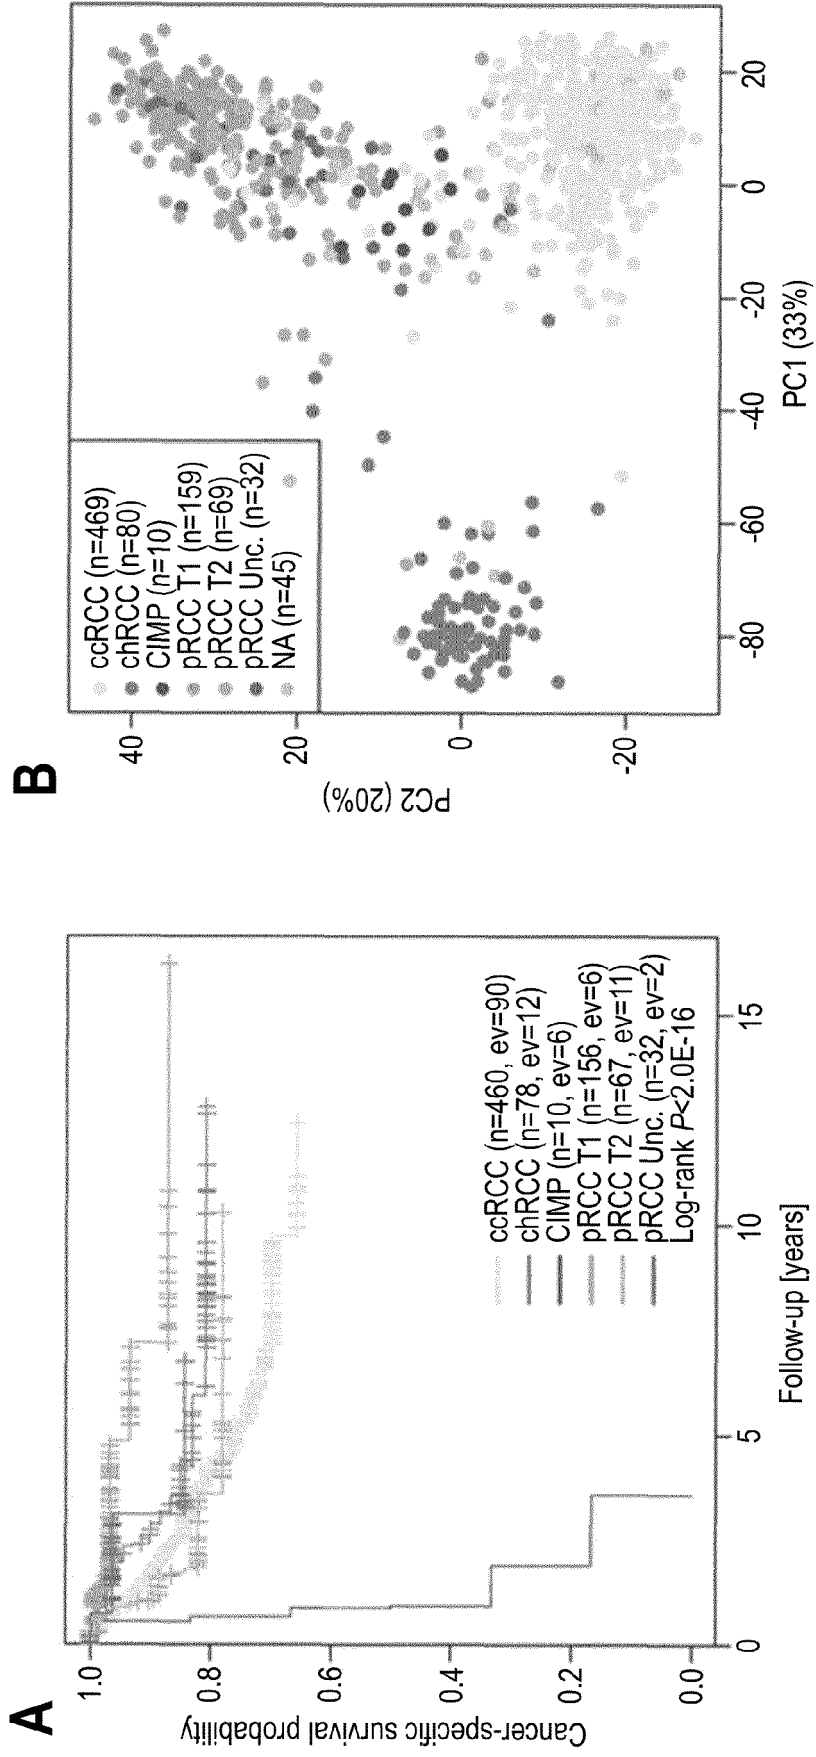 A
Cancer-specific survival probability
1.0
0.8
0.6
0.4
0.2
0.0
0
5
10
15
Follow-up [years]
ccRCC (n=460, ev=90)
chRCC (n=78, ev=12)
CIMP (n=10, ev=6)
pRCC T1 (n=156, ev=6)
pRCC T2 (n=67, ev=11)
pRCC Unc. (n=32, ev=2)
Log-rank P<2.0E-16
B
PC2 (20%)
40
20
0
-20
-80
-60
-40
-20
0
20
PC1 (33%)
ccRCC (n=469)
chRCC (n=80)
CIMP (n=10)
pRCC T1 (n=159)
pRCC T2 (n=69)
pRCC Unc. (n=32)
NA (n=45)